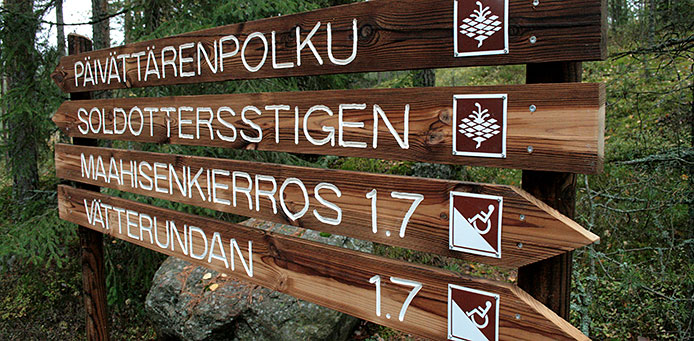 PÄIVÄTTÄRENPOLKU
SOLDOTTERSSTIGEN
MAAHISENKIERROS 1.7
VÄTTERUNDAN 1.7